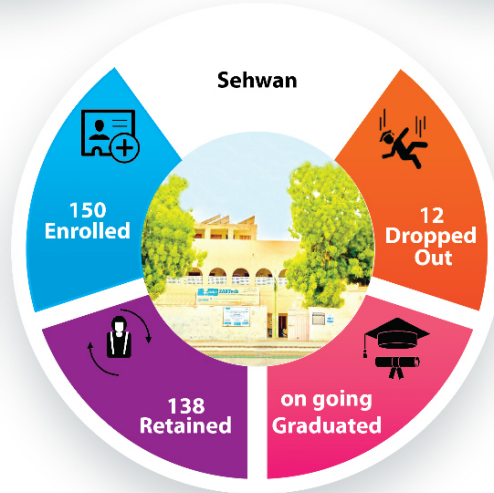 Sehwan
150
Enrolled
12
Dropped
Out
138
Retained
on going
Graduated